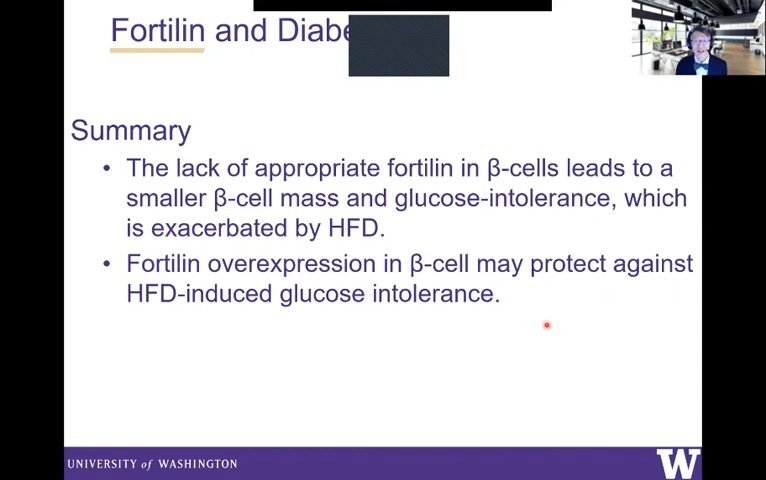 Fortilin and Diabe
Summary
• The lack of appropriate fortilin in β-cells leads to a
smaller β-cell mass and glucose-intolerance, which
is exacerbated by HFD.
• Fortilin overexpression in β-cell may protect against
HFD-induced glucose intolerance.
UNIVERSITY of WASHINGTON
W